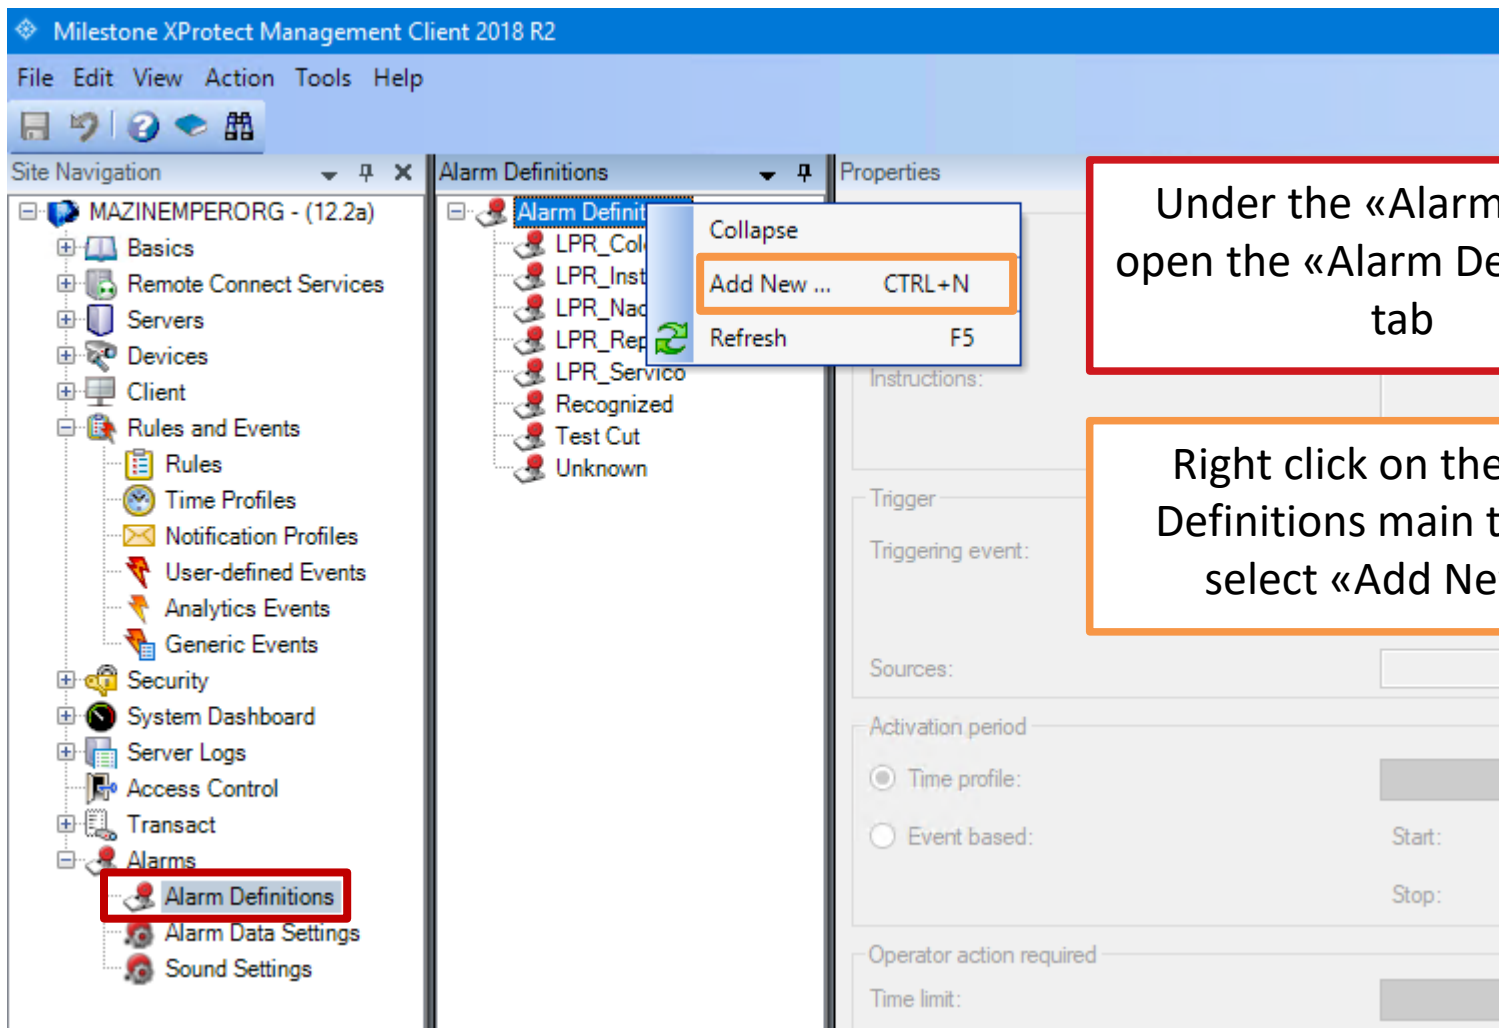 Milestone XProtect Management Client 2018 R2
File Edit View Action Tools Help
Site Navigation
MAZINEMPERORG - (12.2a)
Basics
Remote Connect Services
Servers
Devices
Client
Rules and Events
Rules
Time Profiles
Notification Profiles
User-defined Events
Analytics Events
Generic Events
Security
System Dashboard
Server Logs
Access Control
Transact
Alarms
Alarm Definitions
Alarm Data Settings
Sound Settings
Alarm Definitions
Alarm Definit
LPR_Col
LPR_Inst
LPR_Nac
LPR_Rep
LPR_Servico
Recognized
Test Cut
Unknown
Collapse
Add New ... CTRL+N
Refresh F5
Properties
Instructions:
Trigger
Triggering event:
Sources:
Activation period
Time profile:
Event based:
Start:
Stop:
Operator action required
Time limit:
Under the «Alarm
open the «Alarm De
tab
Right click on the
Definitions main t
select «Add Ne